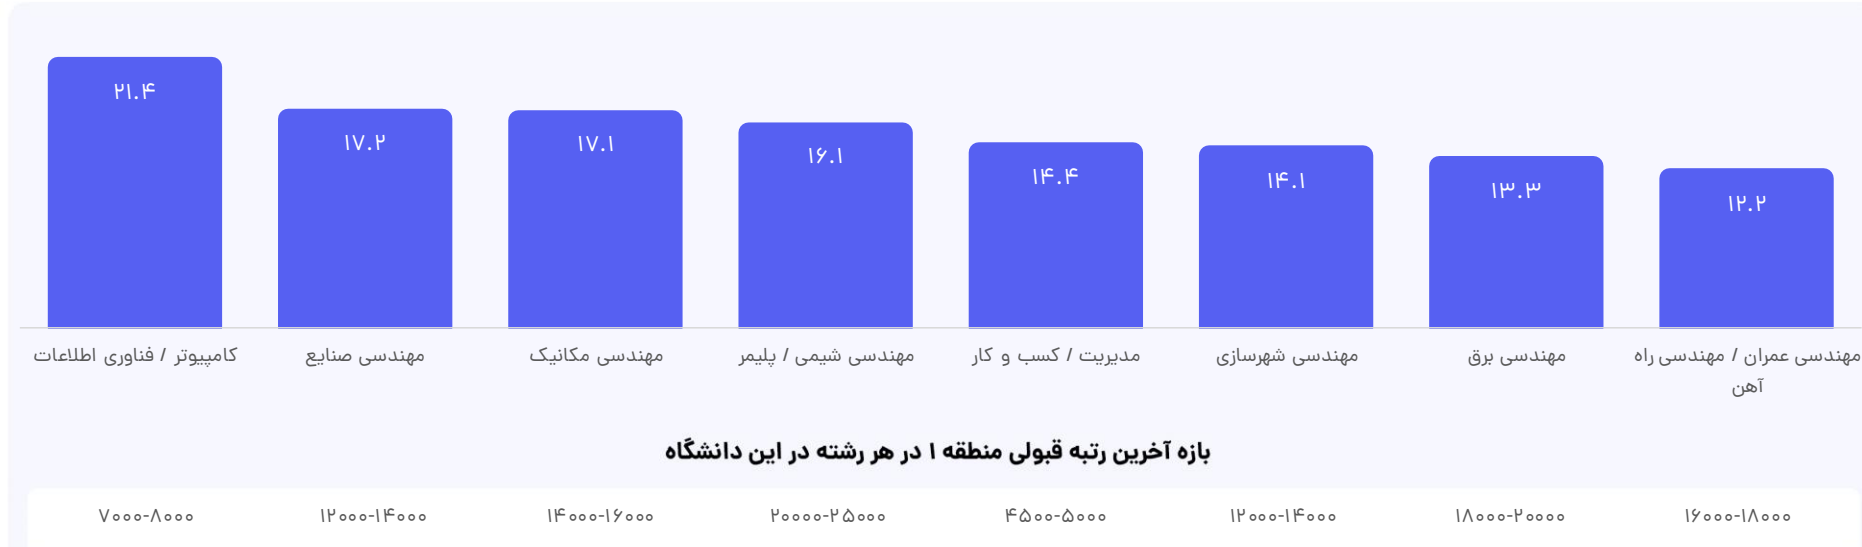 ۲۱.۴
۱۷.۲
۱۷.۱
۱۶.۱
۱۴.۴
۱۴.۱
۱۳.۳
۱۲.۲
کامپیوتر / فناوری اطلاعات
مهندسی صنایع
مهندسی مکانیک
مهندسی شیمی / پلیمر
مدیریت / کسب و کار
مهندسی شهرسازی
مهندسی برق
مهندسی عمران / مهندسی راه
آهن
بازه آخرین رتبه قبولی منطقه ۱ در هر رشته در این دانشگاه
۷۰۰۰-۸۰۰۰
۱۲۰۰۰-۱۴۰۰۰
۱۴۰۰۰-۱۶۰۰۰
۲۰۰۰۰-۲۵۰۰۰
۴۵۰۰-۵۰۰۰
۱۲۰۰۰-۱۴۰۰۰
۱۸۰۰۰-۲۰۰۰۰
۱۶۰۰۰-۱۸۰۰۰